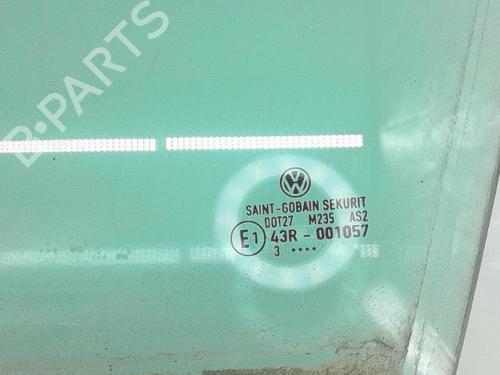 B-PARTS
SAINT-GOBAIN SEKURIT
DOT27 M235 AS2
E1 43R - 001057
3 ••••